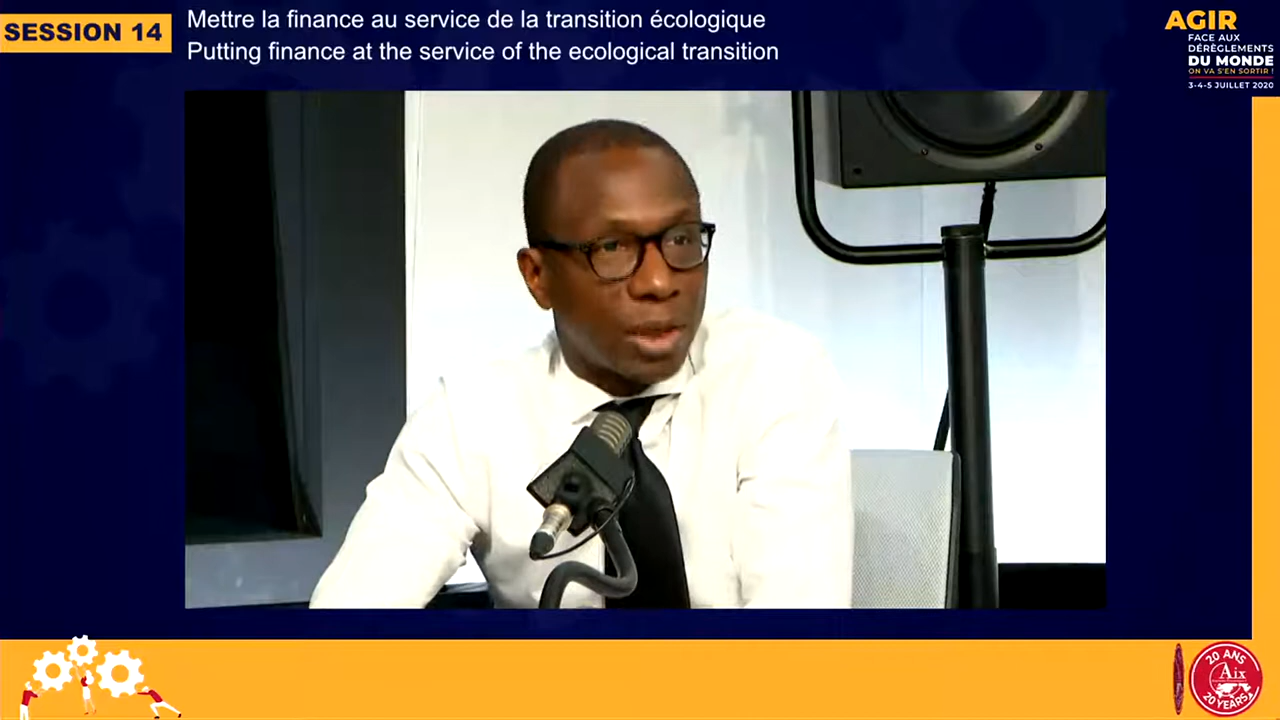 SESSION 14
Mettre la finance au service de la transition écologique
Putting finance at the service of the ecological transition
AGIR
FACE AUX
DÉRÈGLEMENTS
DU MONDE
ON VA S'EN SORTIR !
3-4-5 JUILLET 2020
20 ANS
Aix
20 YEARS